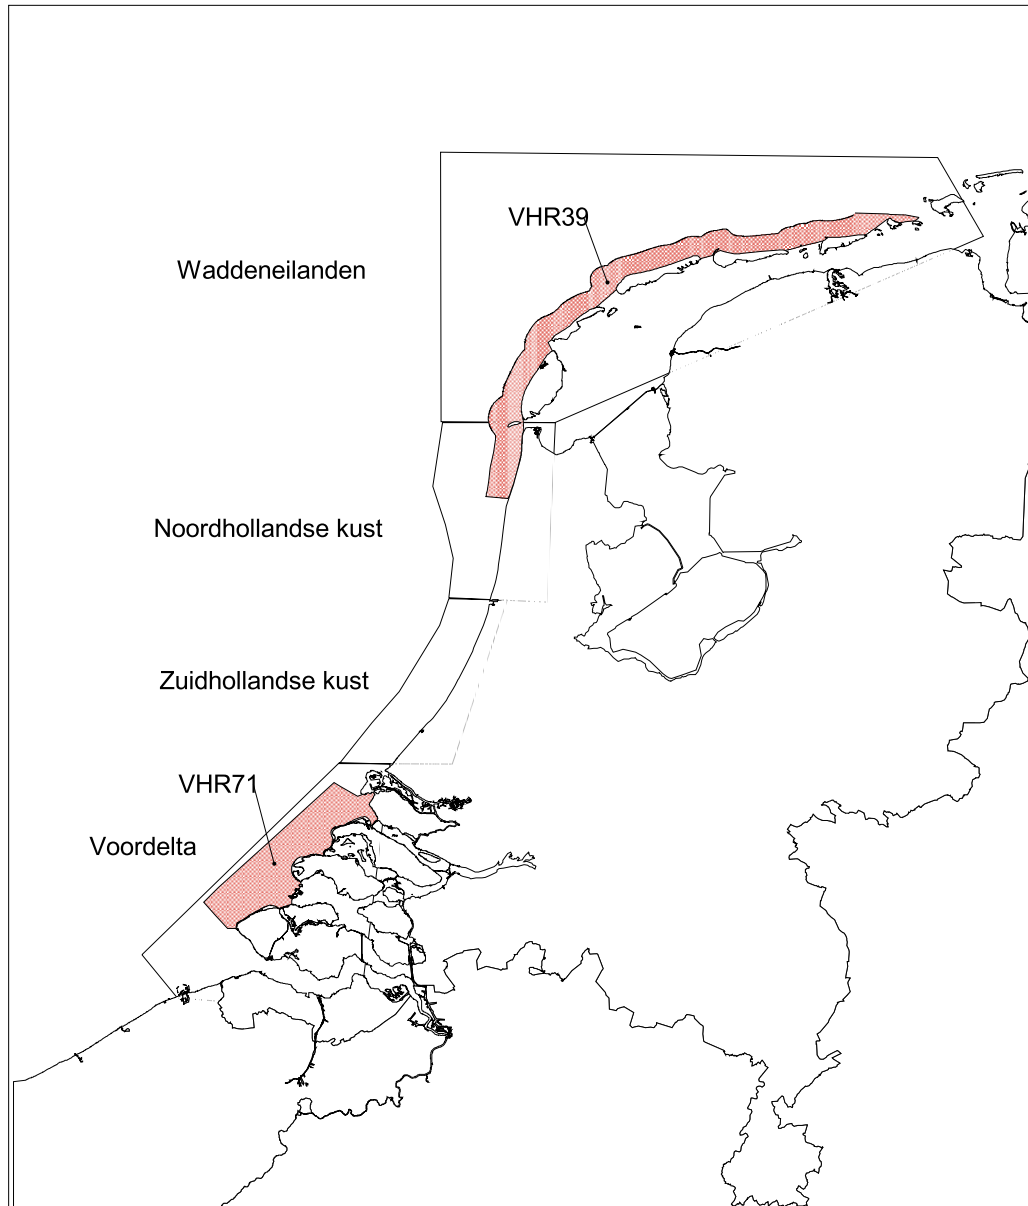 VHR39
Waddeneilanden
Noordhollandse kust
Zuidhollandse kust
VHR71
Voordelta